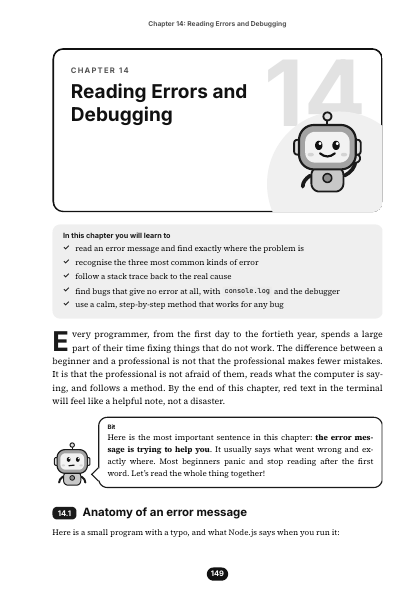 Chapter 14: Reading Errors and Debugging
14
CHAPTER 14
Reading Errors and
Debugging
In this chapter you will learn to
✓ read an error message and find exactly where the problem is
✓ recognise the three most common kinds of error
✓ follow a stack trace back to the real cause
✓ find bugs that give no error at all, with console.log and the debugger
✓ use a calm, step-by-step method that works for any bug
Every programmer, from the first day to the fortieth year, spends a large
part of their time fixing things that do not work. The difference between a
beginner and a professional is not that the professional makes fewer mistakes.
It is that the professional is not afraid of them, reads what the computer is say-
ing, and follows a method. By the end of this chapter, red text in the terminal
will feel like a helpful note, not a disaster.
Bit
Here is the most important sentence in this chapter: the error mes-
sage is trying to help you. It usually says what went wrong and ex-
actly where. Most beginners panic and stop reading after the first
word. Let's read the whole thing together!
14.1 Anatomy of an error message
Here is a small program with a typo, and what Node.js says when you run it:
149